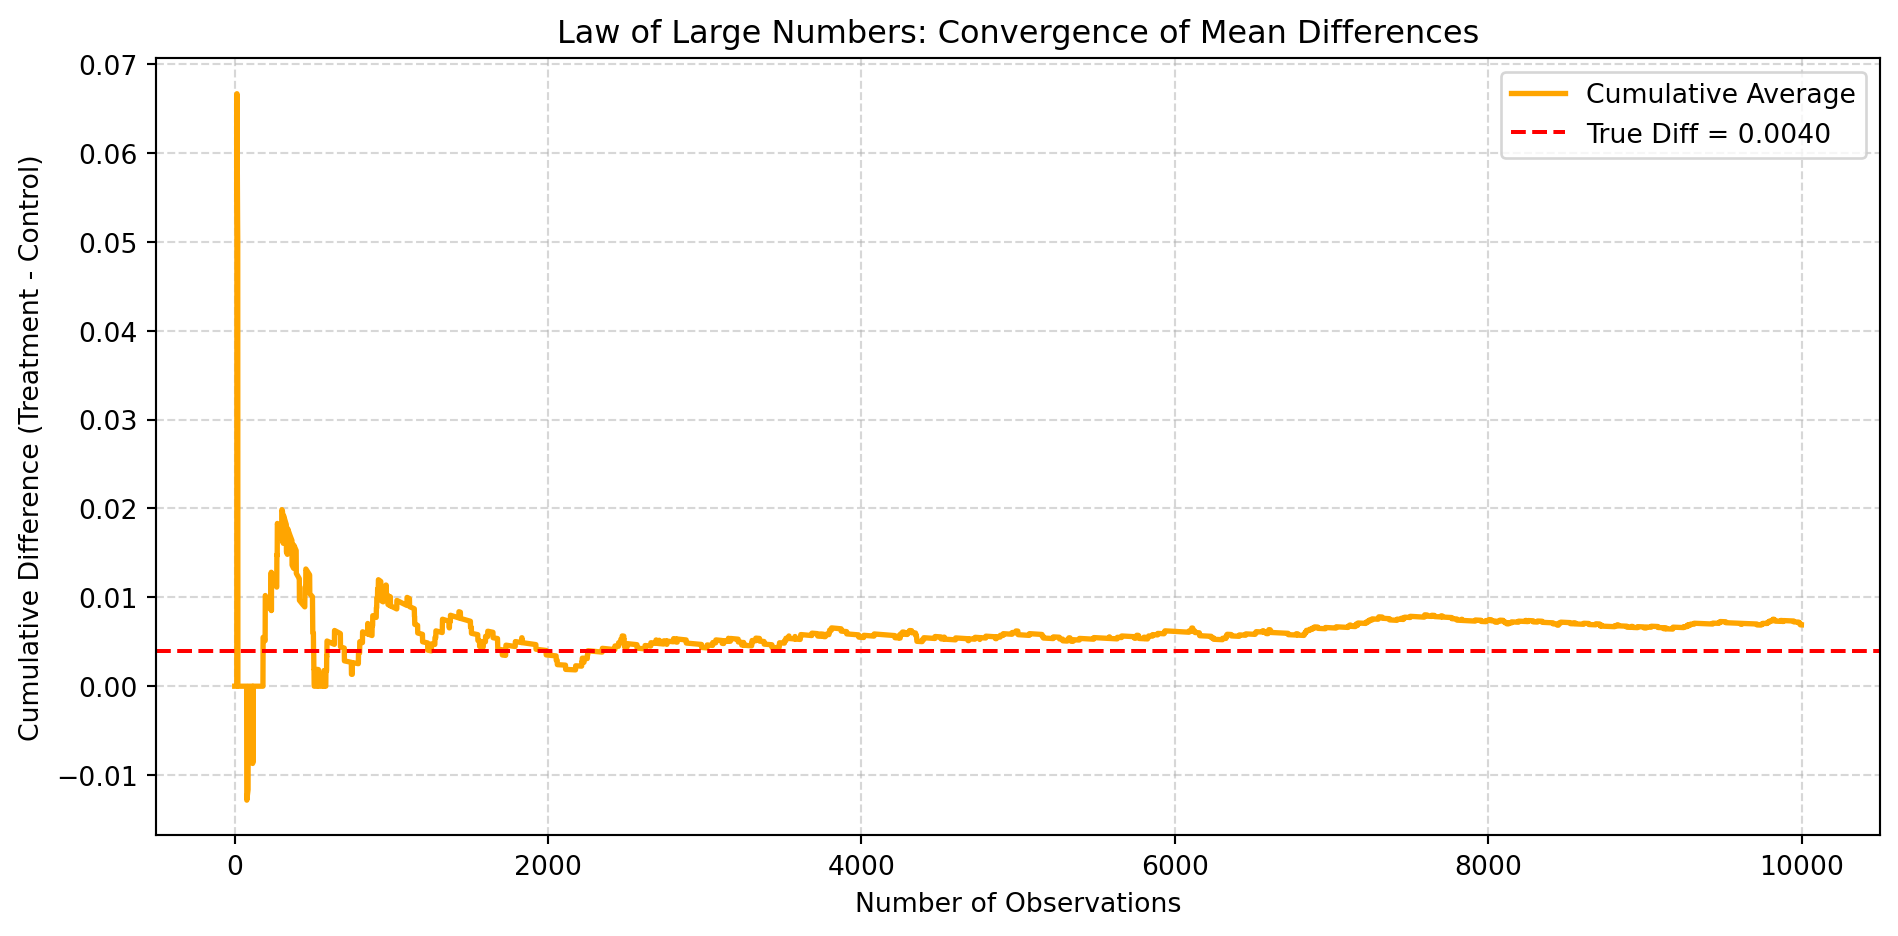 Law of Large Numbers: Convergence of Mean Differences
Cumulative Average
True Diff = 0.0040
Cumulative Difference (Treatment - Control)
0.07
0.06
0.05
0.04
0.03
0.02
0.01
0.00
−0.01
0 2000 4000 6000 8000 10000
Number of Observations